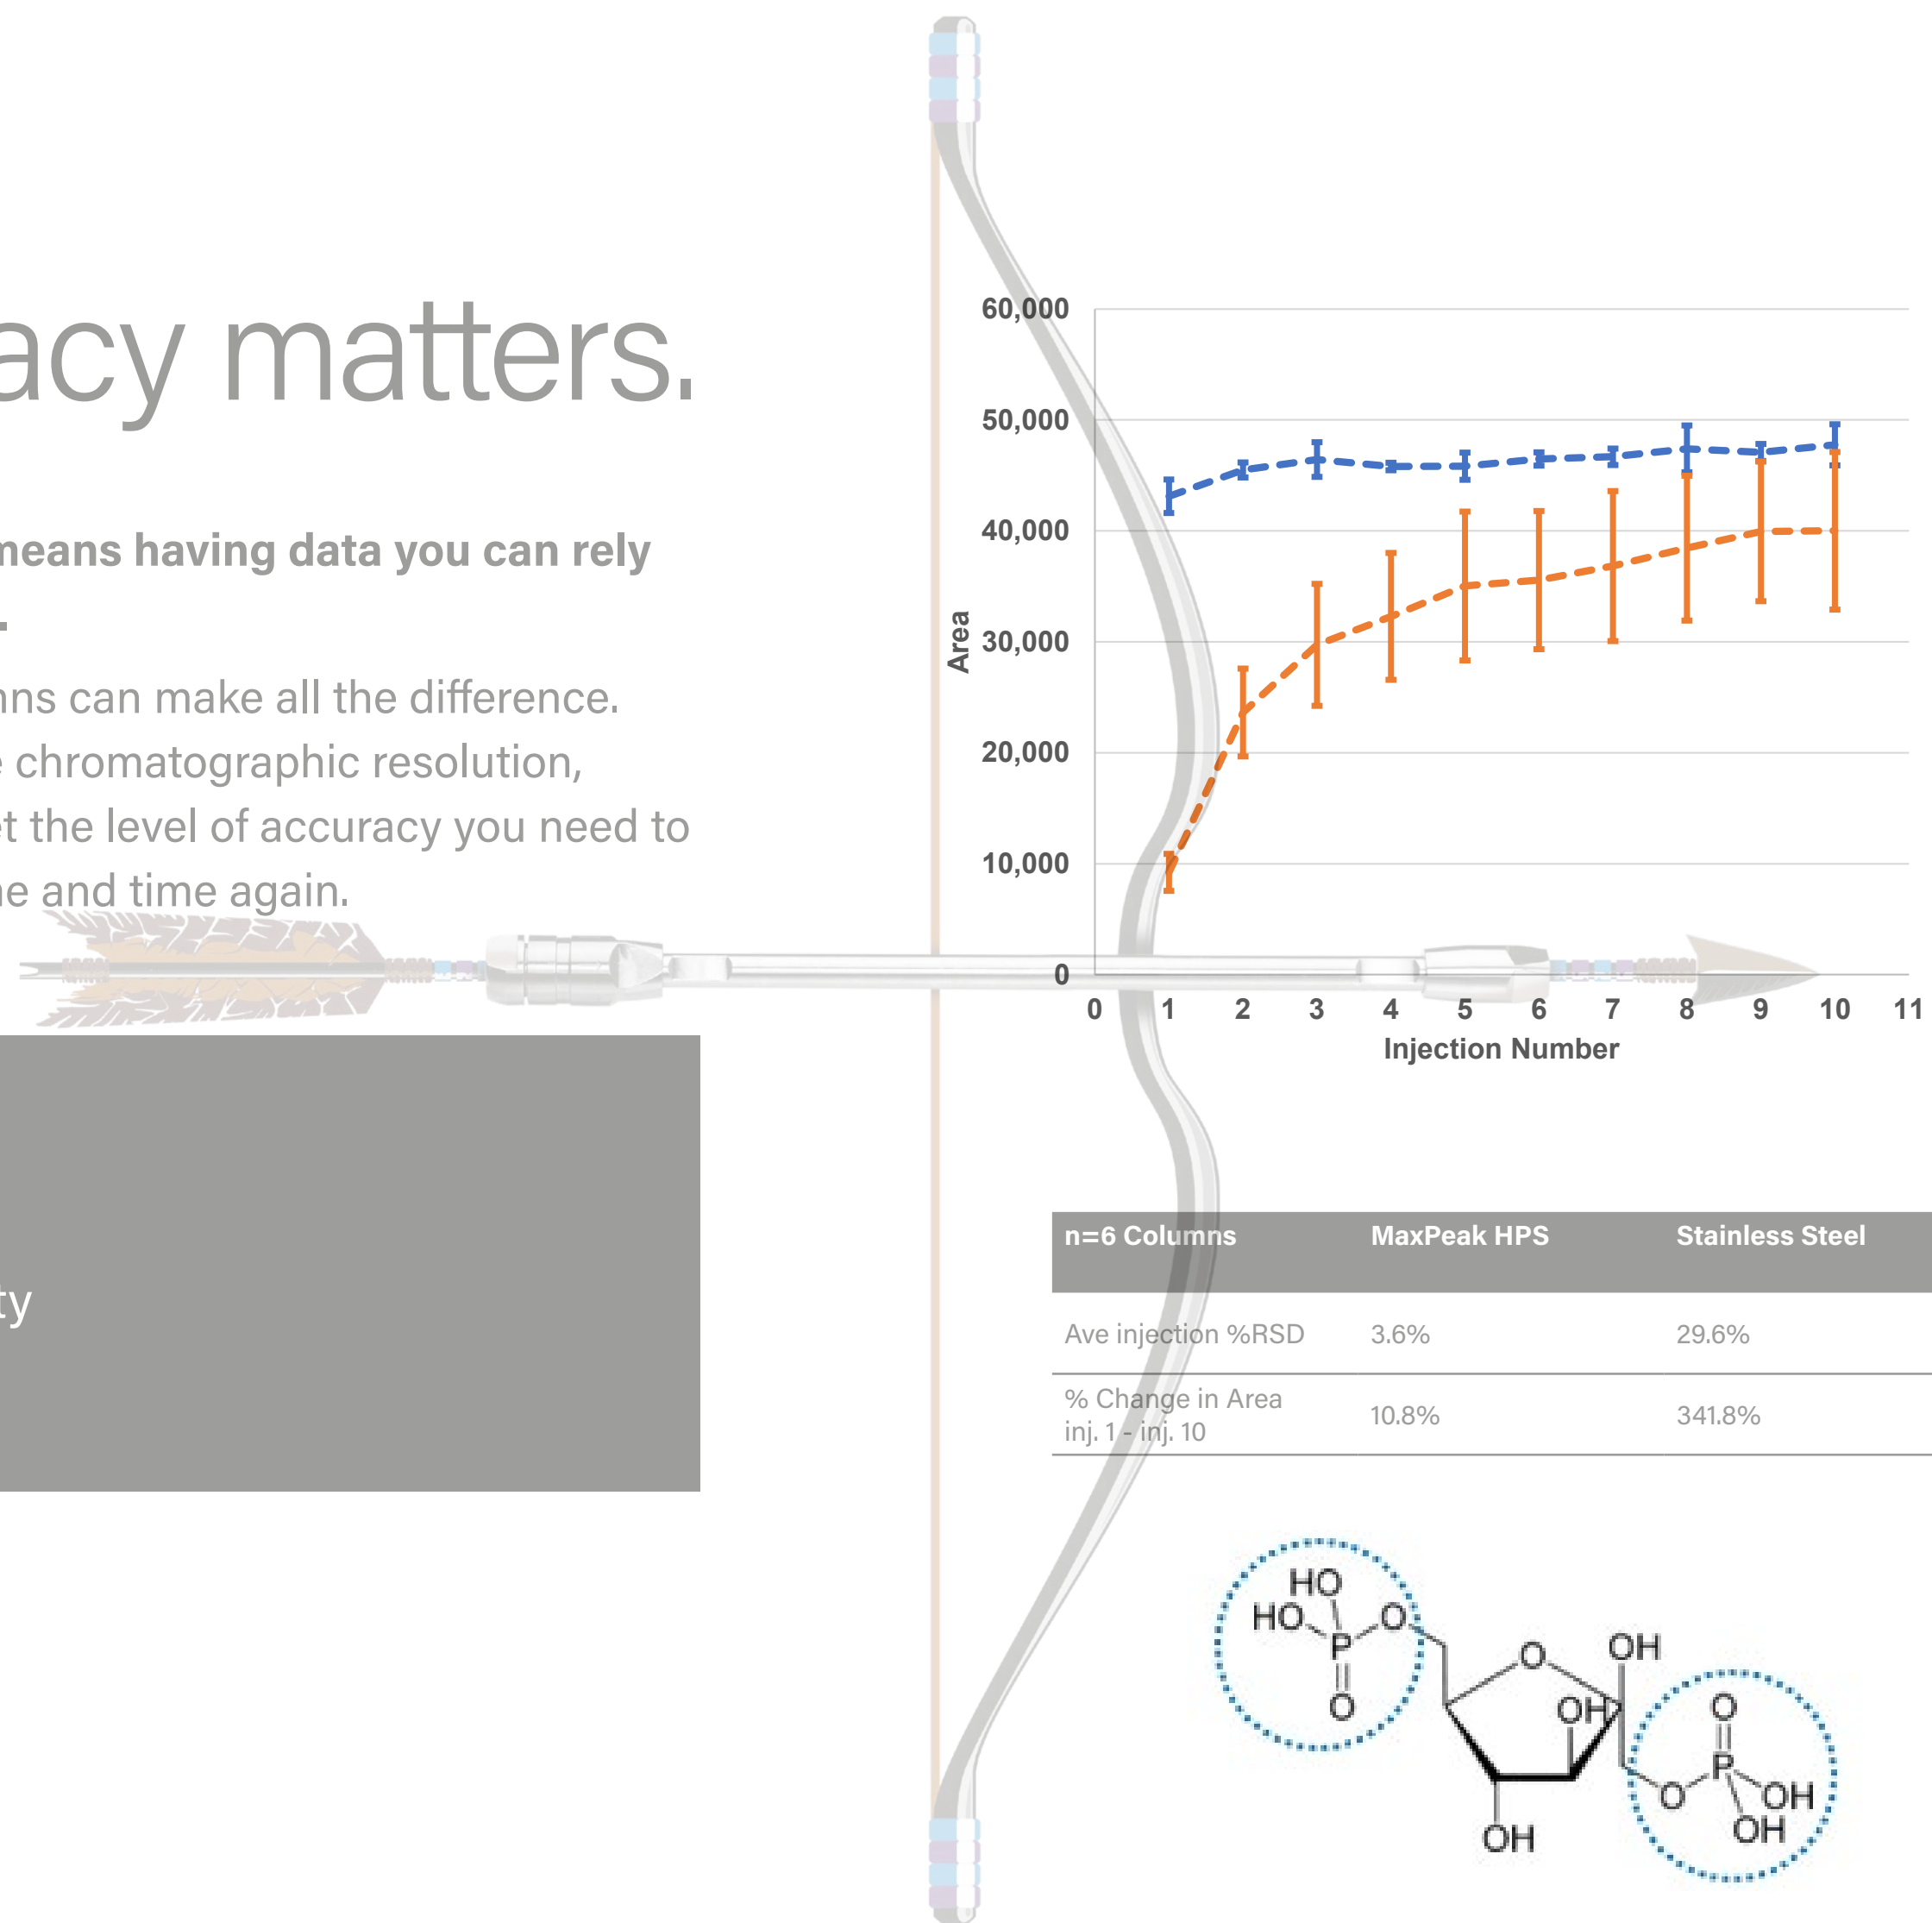 acy matters.
means having data you can rely
.
nns can make all the difference.
e chromatographic resolution,
et the level of accuracy you need to
ne and time again.
ty
60,000
50,000
40,000
30,000
20,000
10,000
0
Area
0 1 2 3 4 5 6 7 8 9 10 11
Injection Number
n=6 Columns MaxPeak HPS Stainless Steel
Ave injection %RSD 3.6% 29.6%
% Change in Area
inj. 1 - inj. 10 10.8% 341.8%
HO
HO P O
O
O OH
OH
OH
O
P
O OH
OH